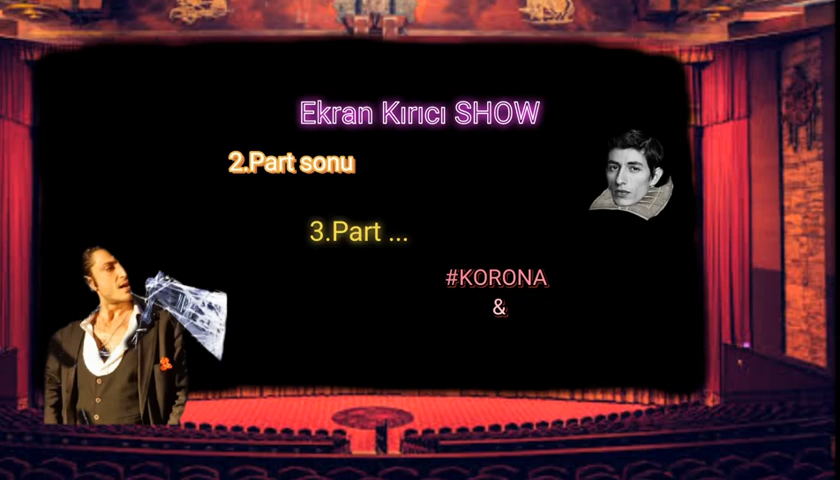 Ekran Kırıcı SHOW
2.Part sonu
3.Part ...
#KORONA
&